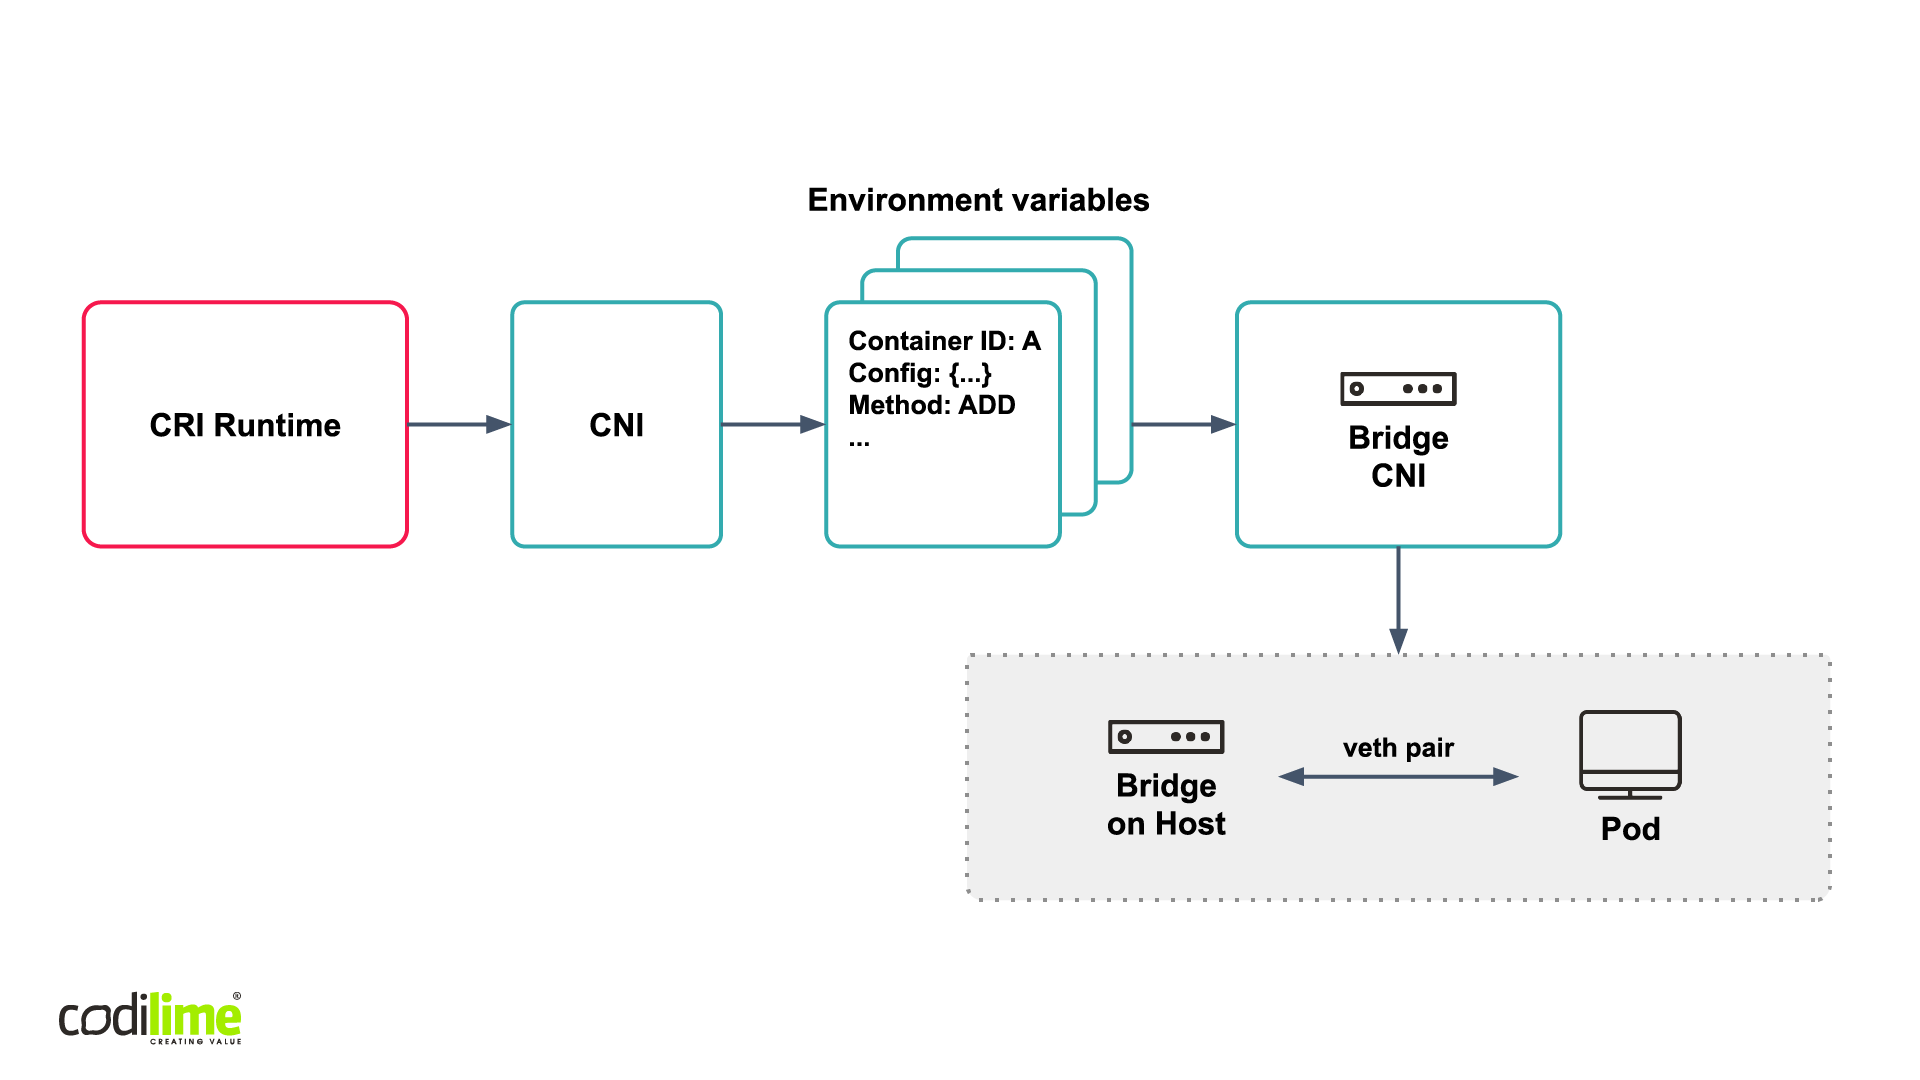 Environment variables
CRI Runtime
CNI
Container ID: A
Config: {...}
Method: ADD
...
Bridge
CNI
Bridge
on Host
veth pair
Pod
codilime®
CREATING VALUE